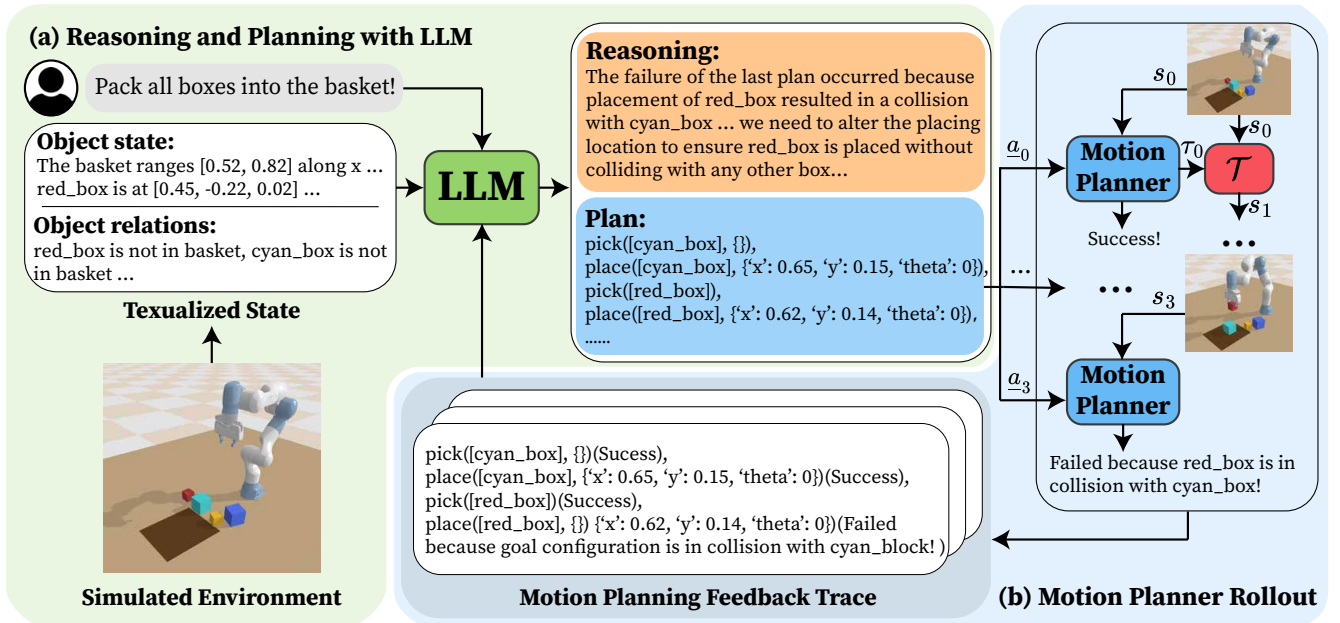 (a) Reasoning and Planning with LLM
Pack all boxes into the basket!
Object state:
The basket ranges [0.52, 0.82] along x ...
red_box is at [0.45, -0.22, 0.02] ...
Object relations:
red_box is not in basket, cyan_box is not
in basket ...
Texualized State
Simulated Environment
LLM
Reasoning:
The failure of the last plan occurred because
placement of red_box resulted in a collision
with cyan_box ... we need to alter the placing
location to ensure red_box is placed without
colliding with any other box...
Plan:
pick([cyan_box], {}),
place([cyan_box], {‘x’: 0.65, ‘y’: 0.15, ‘theta’: 0}),
pick([red_box]),
place([red_box], {‘x’: 0.62, ‘y’: 0.14, ‘theta’: 0}),
......
pick([cyan_box], {})(Sucess),
place([cyan_box], {‘x’: 0.65, ‘y’: 0.15, ‘theta’: 0})(Success),
pick([red_box])(Success),
place([red_box], {}) {‘x’: 0.62, ‘y’: 0.14, ‘theta’: 0})(Failed
because goal configuration is in collision with cyan_block! )
Motion Planning Feedback Trace
s0
s0
a0
Motion
Planner
τ0
𝒯
s1
Success!
...
...
...
s3
a3
Motion
Planner
Failed because red_box is in
collision with cyan_box!
(b) Motion Planner Rollout